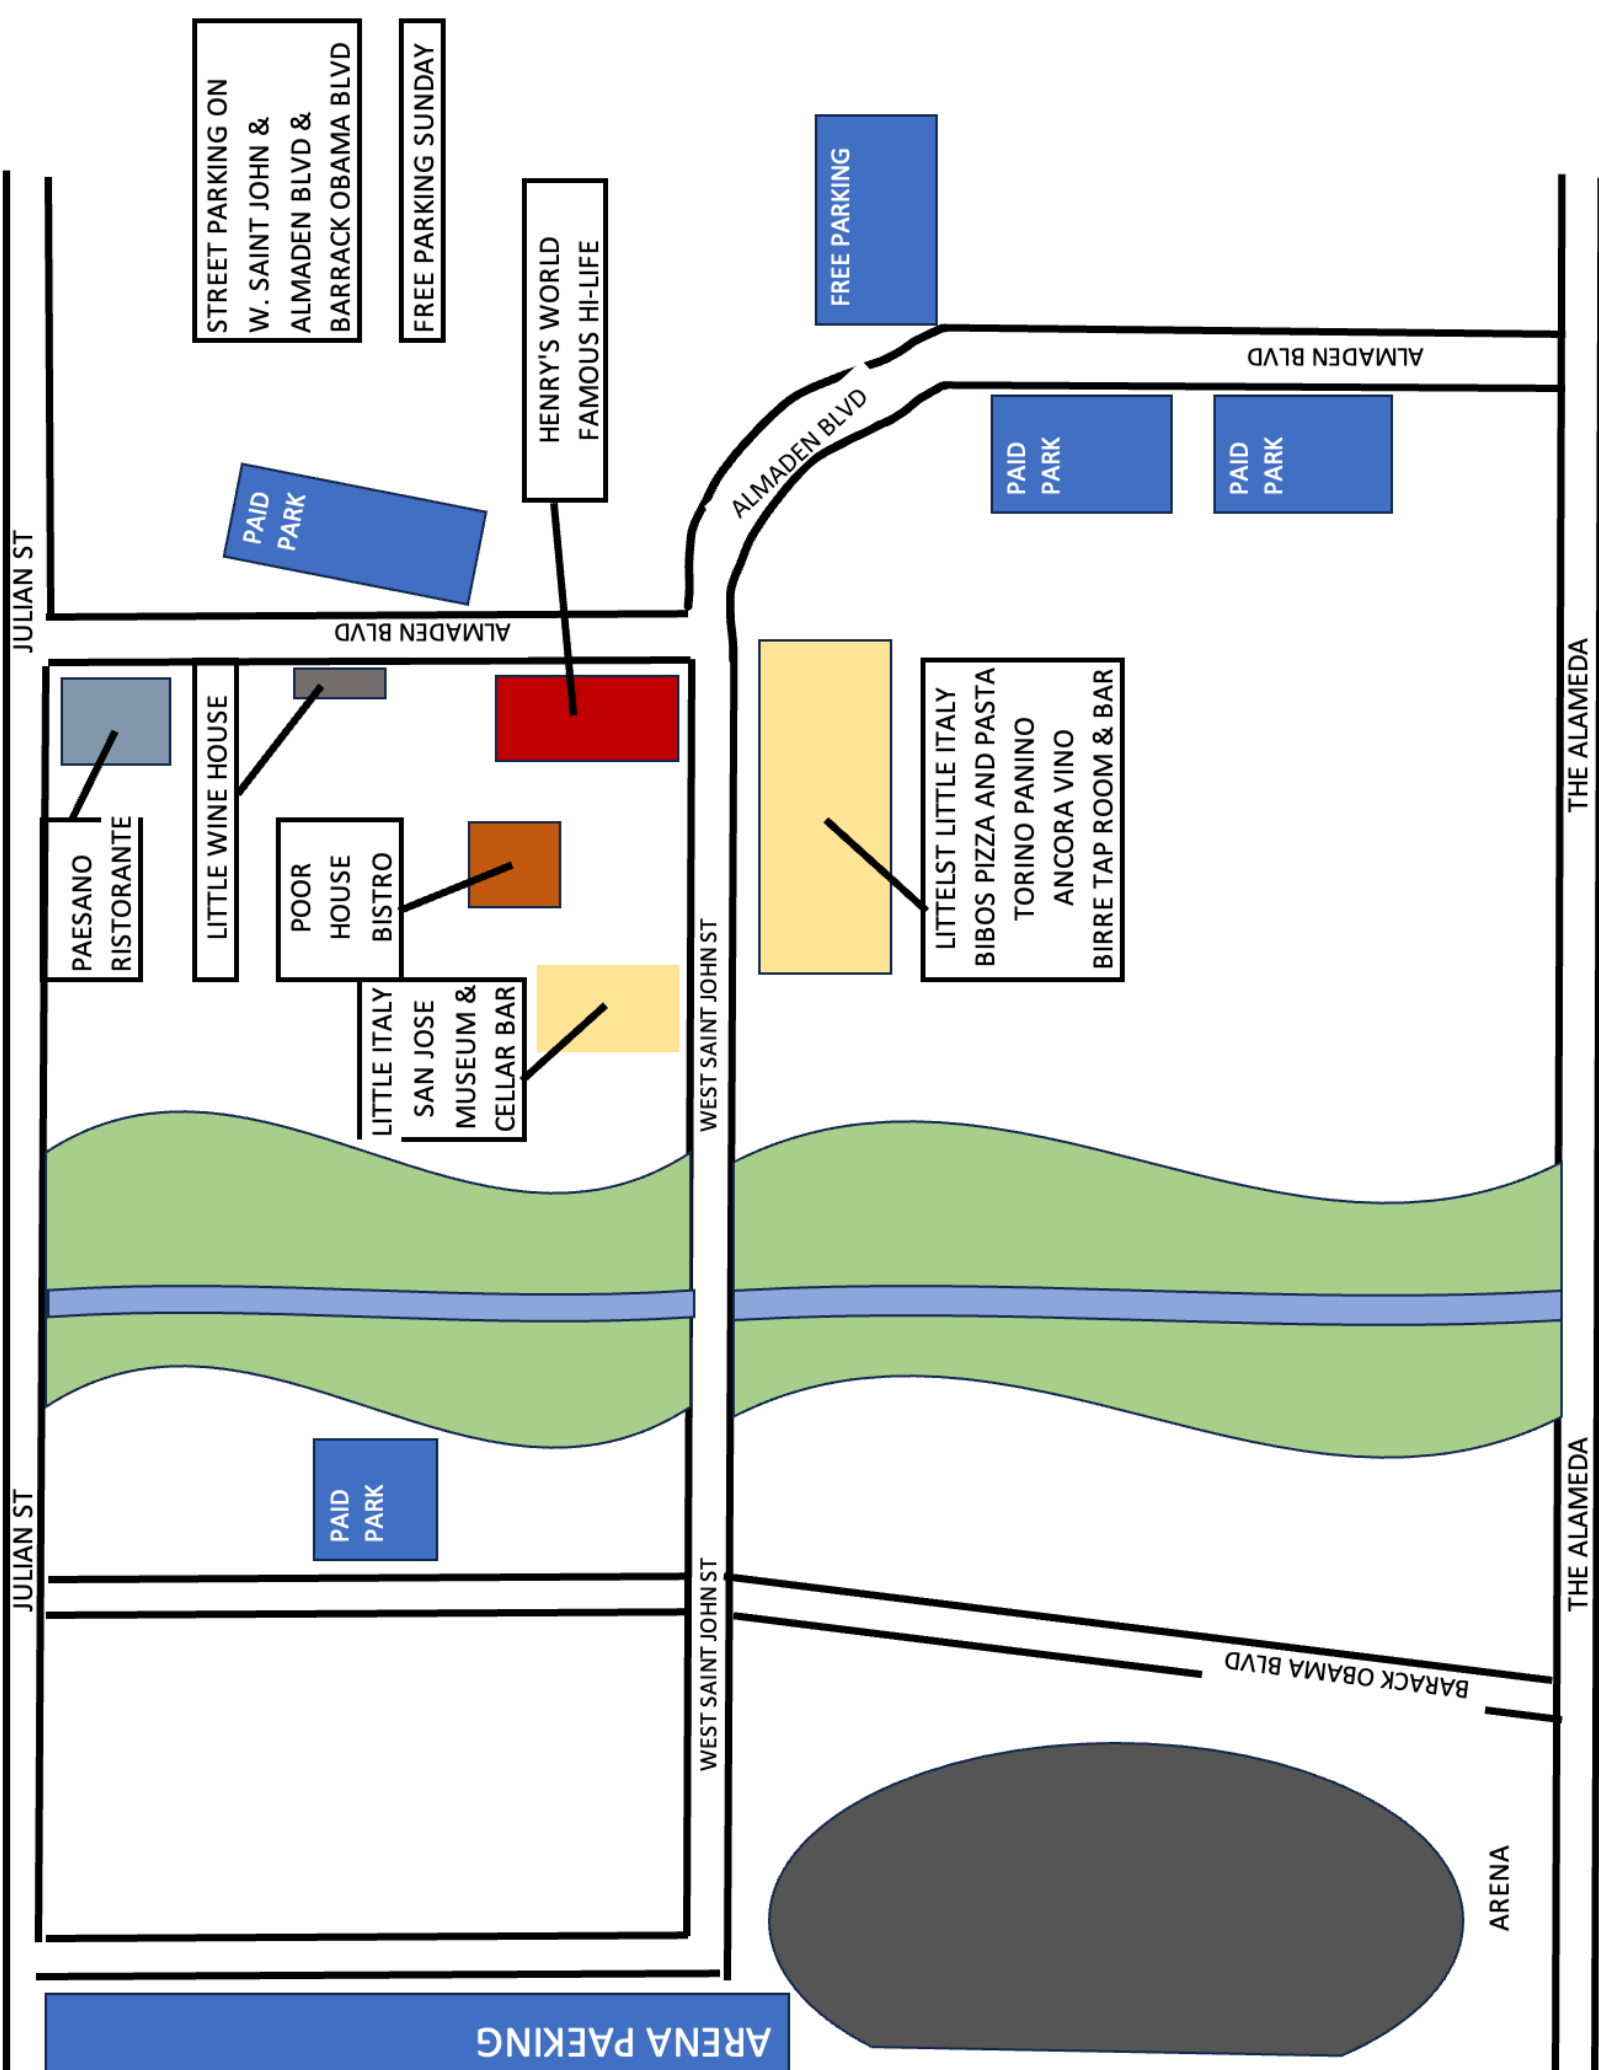 JULIAN ST
JULIAN ST
STREET PARKING ON
W. SAINT JOHN &
ALMADEN BLVD &
BARRACK OBAMA BLVD
FREE PARKING SUNDAY
HENRY'S WORLD
FAMOUS HI-LIFE
FREE PARKING
PAID
PARK
ALMADEN BLVD
ALMADEN BLVD
ALMADEN BLVD
PAID
PARK
PAID
PARK
PAESANO
RISTORANTE
LITTLE WINE HOUSE
POOR
HOUSE
BISTRO
LITTLE ITALY
SAN JOSE
MUSEUM &
CELLAR BAR
WEST SAINT JOHN ST
LITTELST LITTLE ITALY
BIBOS PIZZA AND PASTA
TORINO PANINO
ANCORA VINO
BIRRE TAP ROOM & BAR
THE ALAMEDA
PAID
PARK
WEST SAINT JOHN ST
BARACK OBAMA BLVD
THE ALAMEDA
ARENA
ARENA PAEKING